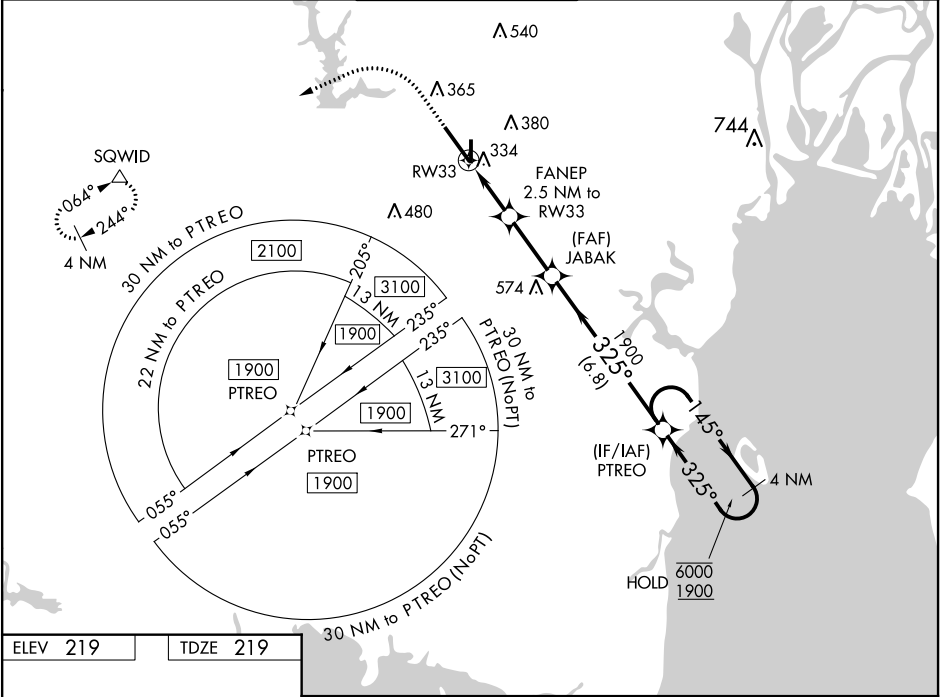 540
365
380
744
334
RW33
SQWID
064°
244°
4 NM
FANEP
2.5 NM to
RW33
480
(FAF)
JABAK
574
30 NM to PTREO
2100
205°
3100
22 NM to PTREO
13 NM
1900
235°
235°
30 NM to
PTREO (NoPT)
1900
PTREO
3100
13 NM
1900
271°
PTREO
1900
055°
055°
30 NM to PTREO (NoPT)
1900
325°
(6.8)
145°
(IF/IAF)
PTREO
325°
4 NM
HOLD
6000
1900
ELEV 219
TDZE 219